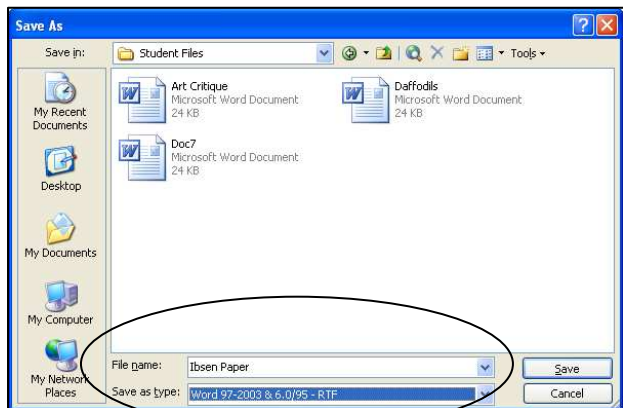 Save As
Save in: Student Files Tools
My Recent
Documents
Desktop
My Documents
My Computer
My Network
Places
Art Critique
Microsoft Word Document
24 KB
Daffodils
Microsoft Word Document
24 KB
Doc7
Microsoft Word Document
24 KB
File name: Ibsen Paper Save
Save as type: Word 97-2003 & 6.0/95 - RTF Cancel